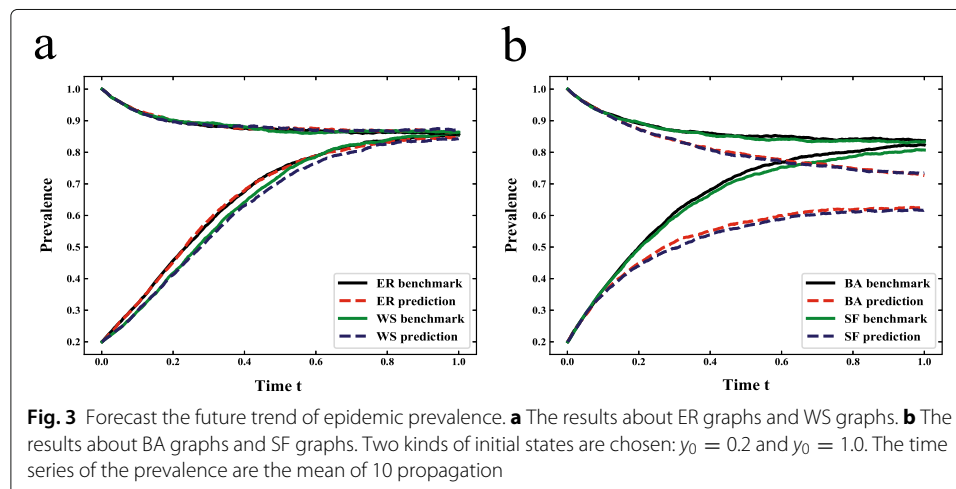 a
b
Prevalence
1.0
0.9
0.8
0.7
0.6
0.5
0.4
0.3
0.2
0.0
0.2
0.4
0.6
0.8
1.0
Time t
ER benchmark
ER prediction
WS benchmark
WS prediction
Prevalence
1.0
0.9
0.8
0.7
0.6
0.5
0.4
0.3
0.2
0.0
0.2
0.4
0.6
0.8
1.0
Time t
BA benchmark
BA prediction
SF benchmark
SF prediction
Fig. 3 Forecast the future trend of epidemic prevalence. a The results about ER graphs and WS graphs. b The
results about BA graphs and SF graphs. Two kinds of initial states are chosen: y₀ = 0.2 and y₀ = 1.0. The time
series of the prevalence are the mean of 10 propagation